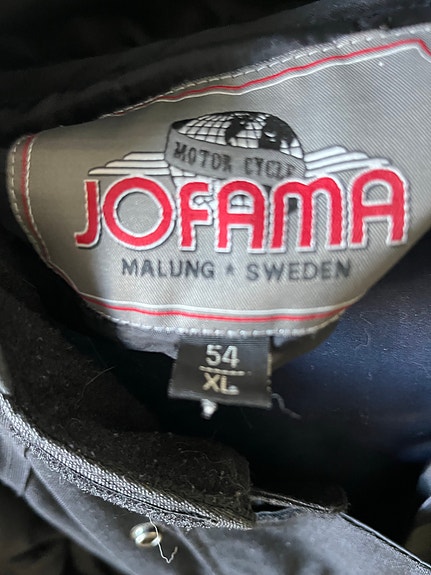 MOTOR CYCLE
JOFAMA
MALUNG * SWEDEN
54
XL